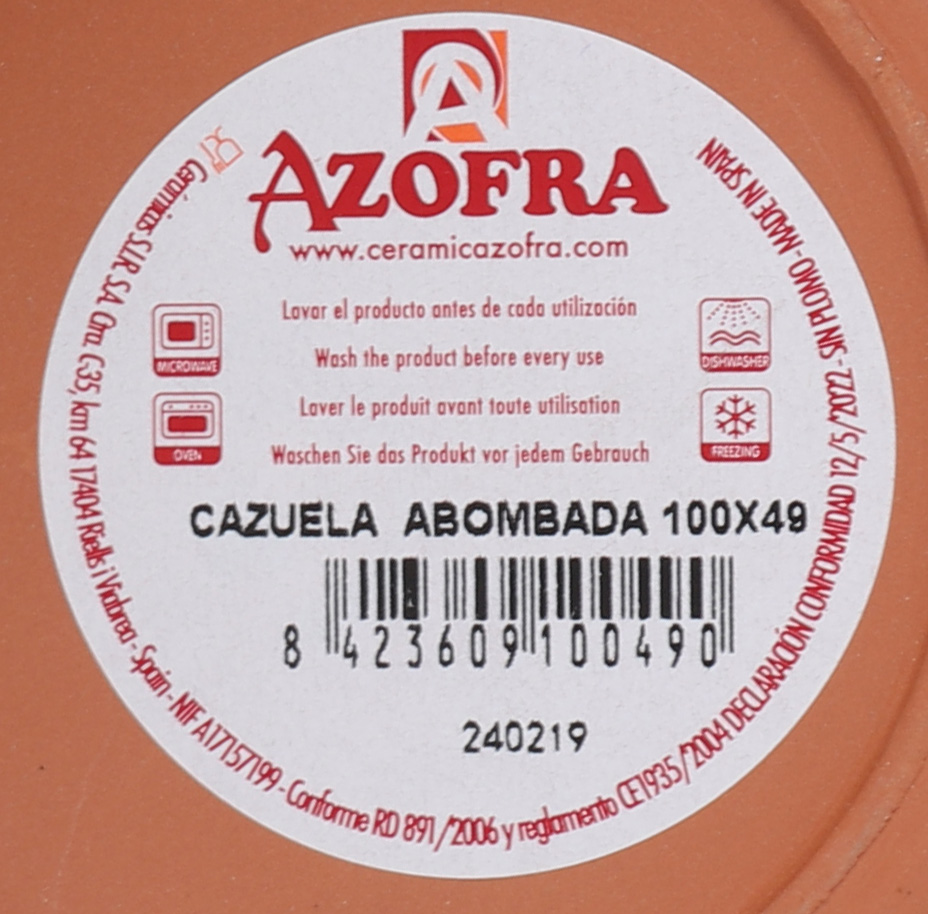 AZOFRA
www.ceramicazofra.com
Lavar el producto antes de cada utilización
Wash the product before every use
Laver le produit avant toute utilisation
Waschen Sie das Produkt vor jedem Gebrauch
MICROWAVE
OVEN
DISHWASHER
FREEZING
CAZUELA ABOMBADA 100X49
8 423609 100490
240219
Cerámicas S.L.R. S.A. Qra. C-35, km 64 17404 Riells i Viabrea - Spain - NIF A17157199 - Conforme RD 891/2006 y reglamento CE1935/2004 DECLARACIÓN CONFORMIDAD 12/5/2022 - SIN PLOMO - MADE IN SPAIN